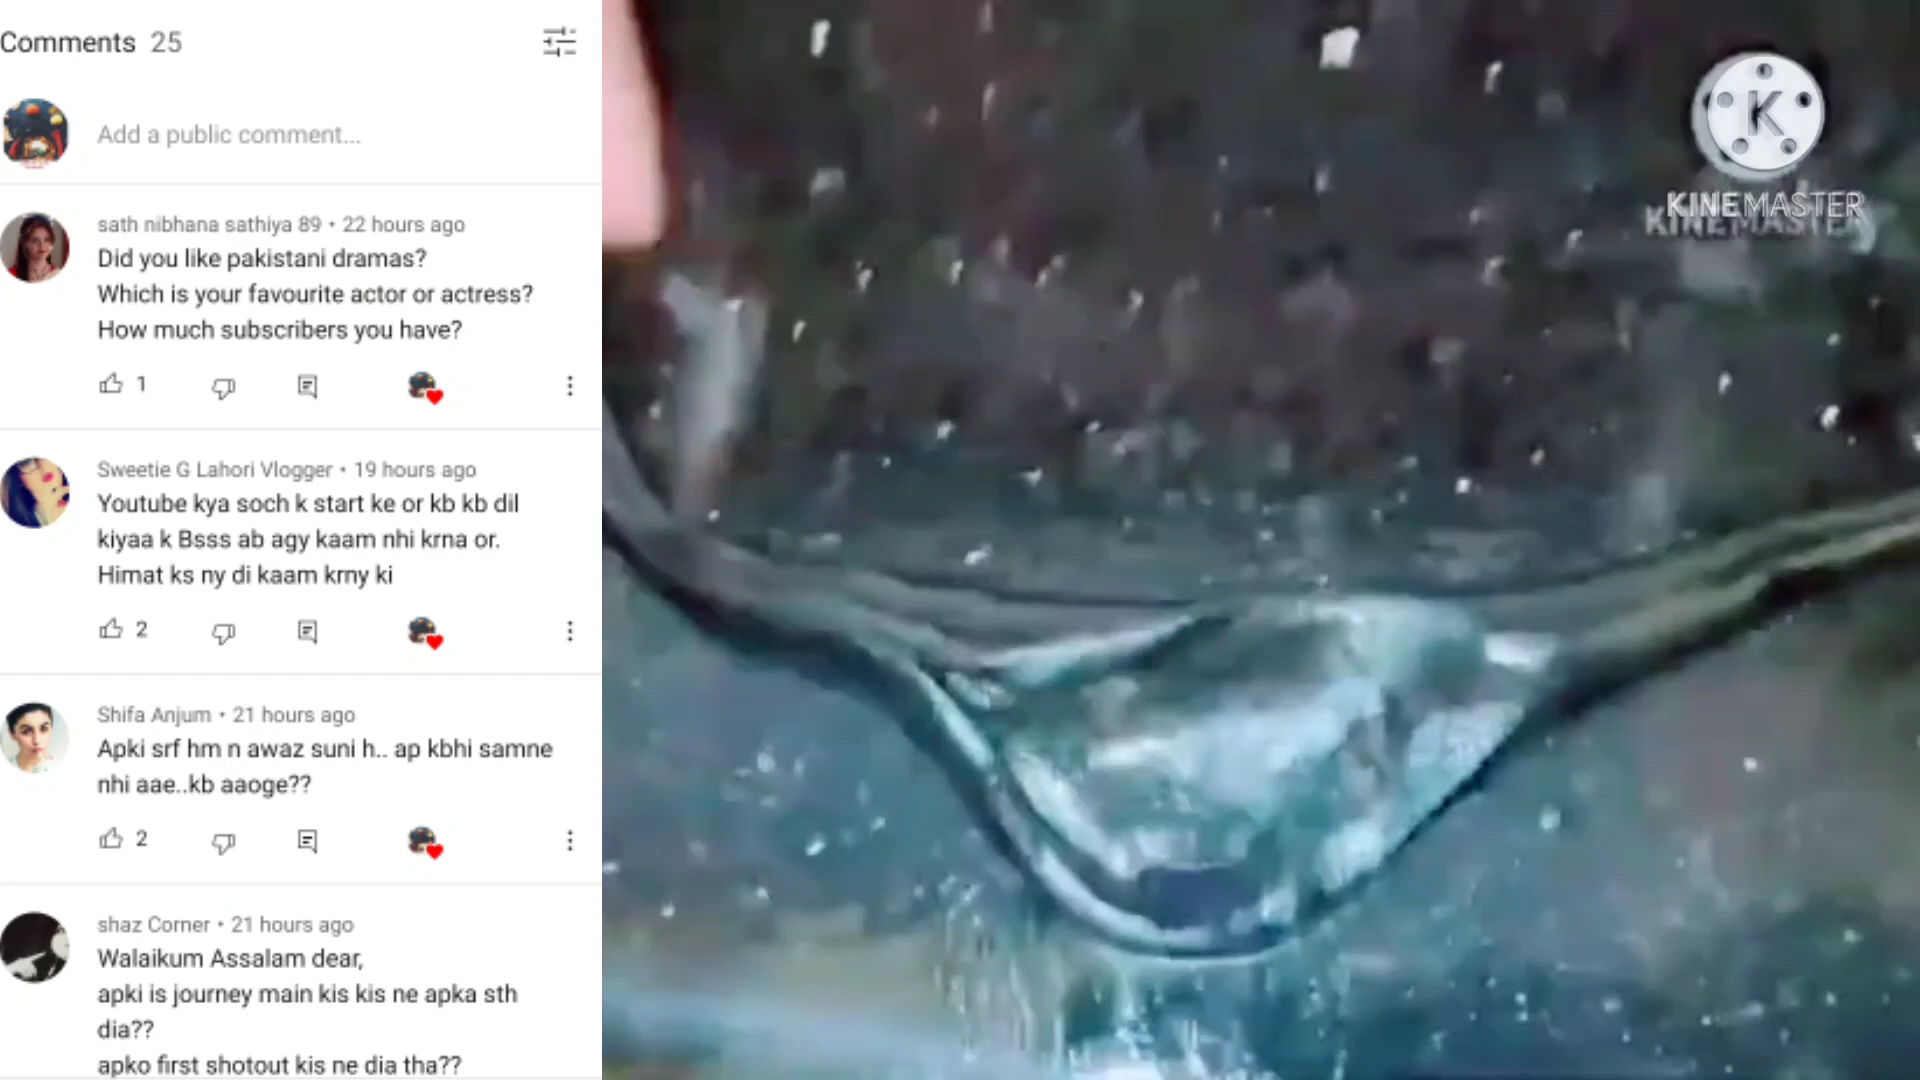 Comments 25
Add a public comment...
sath nibhana sathiya 89 • 22 hours ago
Did you like pakistani dramas?
Which is your favourite actor or actress?
How much subscribers you have?
1
Sweetie G Lahori Vlogger • 19 hours ago
Youtube kya soch k start ke or kb kb dil
kiyaa k Bsss ab agy kaam nhi krna or.
Himat ks ny di kaam krny ki
2
Shifa Anjum • 21 hours ago
Apki srf hm n awaz suni h.. ap kbhi samne
nhi aae..kb aaoge??
2
shaz Corner • 21 hours ago
Walaikum Assalam dear,
apki is journey main kis kis ne apka sth
dia??
apko first shotout kis ne dia tha??
K
KINEMASTER
KINEMASTER